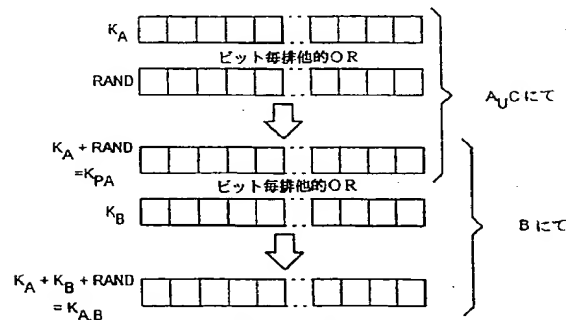 K_A
ビット毎排他的OR
RAND
A_UCにて
K_A + RAND
=K_PA
ビット毎排他的OR
K_B
Bにて
K_A + K_B + RAND
= K_A,B